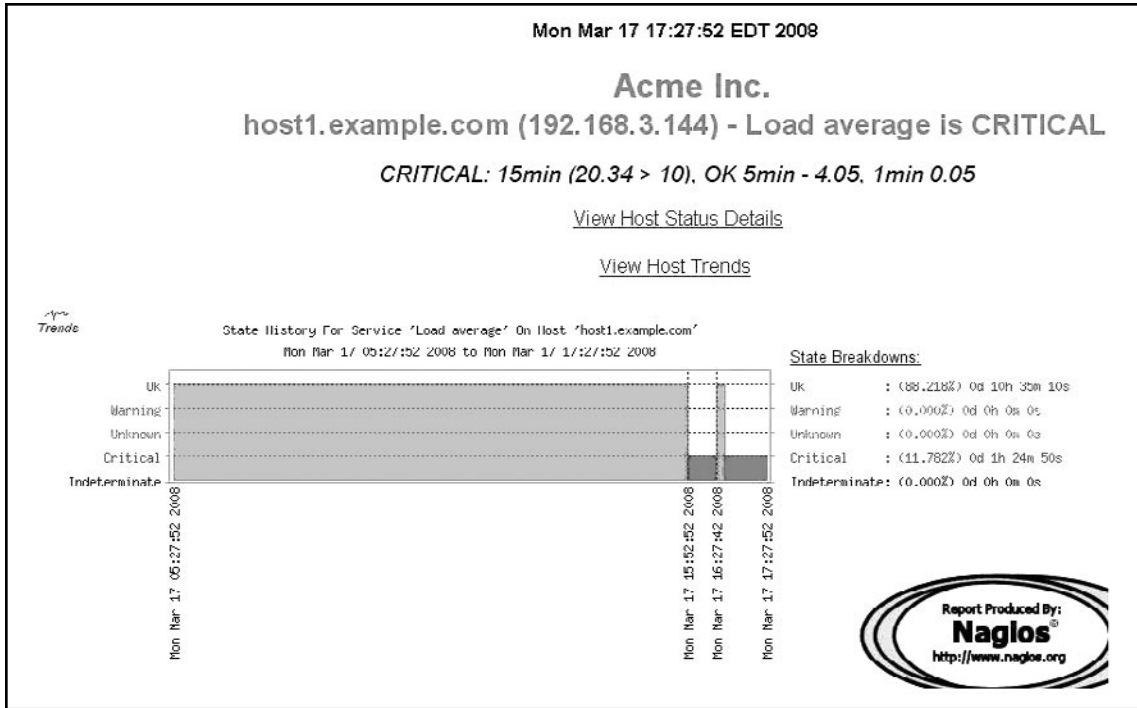 Mon Mar 17 17:27:52 EDT 2008
Acme Inc.
host1.example.com (192.168.3.144) - Load average is CRITICAL
CRITICAL: 15min (20.34 > 10), OK 5min - 4.05, 1min 0.05
View Host Status Details
View Host Trends
Trends
State History For Service 'Load average' On Host 'host1.example.com'
Mon Mar 17 05:27:52 2008 to Mon Mar 17 17:27:52 2008
Ok
Warning
Unknown
Critical
Indeterminate
Mon Mar 17 05:27:52 2008
Mon Mar 17 15:52:52 2008
Mon Mar 17 16:27:42 2008
Mon Mar 17 17:27:52 2008
State Breakdowns:
Ok : (88.218%) 0d 10h 35m 10s
Warning : (0.000%) 0d 0h 0m 0s
Unknown : (0.000%) 0d 0h 0m 0s
Critical : (11.782%) 0d 1h 24m 50s
Indeterminate: (0.000%) 0d 0h 0m 0s
Report Produced By:
Nagios®
http://www.nagios.org